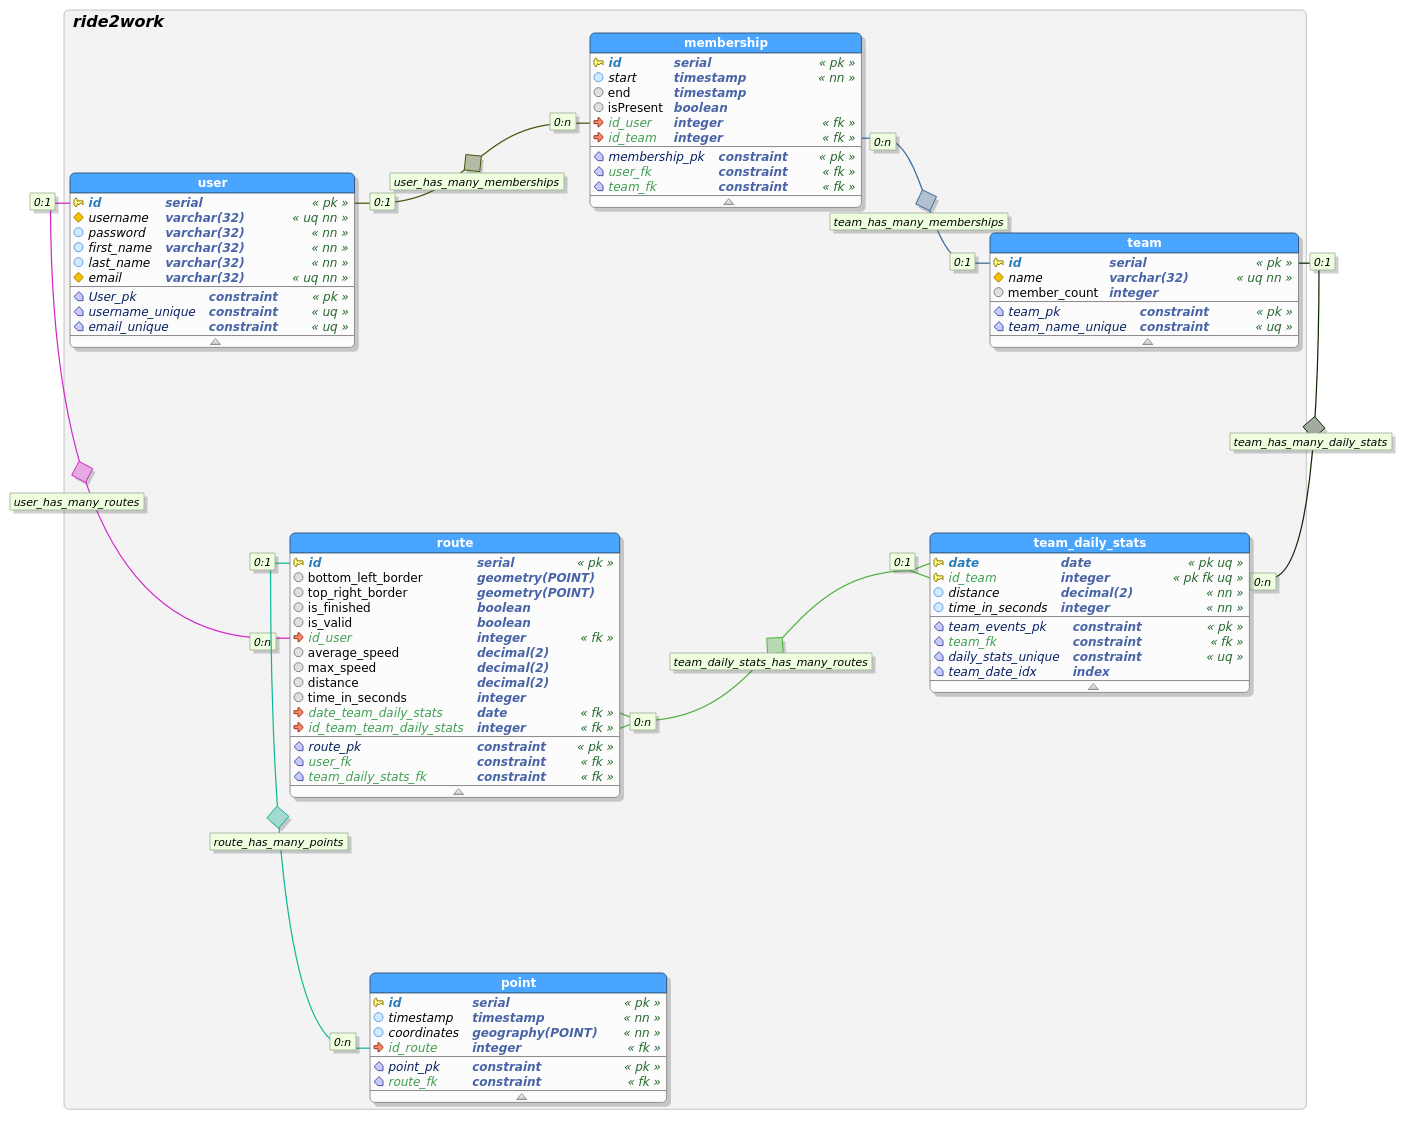 ride2work
membership
id serial « pk »
start timestamp « nn »
end timestamp
isPresent boolean
id_user integer « fk »
id_team integer « fk »
membership_pk constraint « pk »
user_fk constraint « fk »
team_fk constraint « fk »
0:n
0:n
user_has_many_memberships
team_has_many_memberships
user
id serial « pk »
username varchar(32) « uq nn »
password varchar(32) « nn »
first_name varchar(32) « nn »
last_name varchar(32) « nn »
email varchar(32) « uq nn »
User_pk constraint « pk »
username_unique constraint « uq »
email_unique constraint « uq »
0:1
0:1
team
id serial « pk »
name varchar(32) « uq nn »
member_count integer
team_pk constraint « pk »
team_name_unique constraint « uq »
0:1
0:1
team_has_many_daily_stats
user_has_many_routes
route
id serial « pk »
bottom_left_border geometry(POINT)
top_right_border geometry(POINT)
is_finished boolean
is_valid boolean
id_user integer « fk »
average_speed decimal(2)
max_speed decimal(2)
distance decimal(2)
time_in_seconds integer
date_team_daily_stats date « fk »
id_team_team_daily_stats integer « fk »
route_pk constraint « pk »
user_fk constraint « fk »
team_daily_stats_fk constraint « fk »
0:1
0:n
0:n
team_daily_stats_has_many_routes
team_daily_stats
date date « pk uq »
id_team integer « pk fk uq »
distance decimal(2) « nn »
time_in_seconds integer « nn »
team_events_pk constraint « pk »
team_fk constraint « fk »
daily_stats_unique constraint « uq »
team_date_idx index
0:1
0:n
route_has_many_points
point
id serial « pk »
timestamp timestamp « nn »
coordinates geography(POINT) « nn »
id_route integer « fk »
point_pk constraint « pk »
route_fk constraint « fk »
0:n